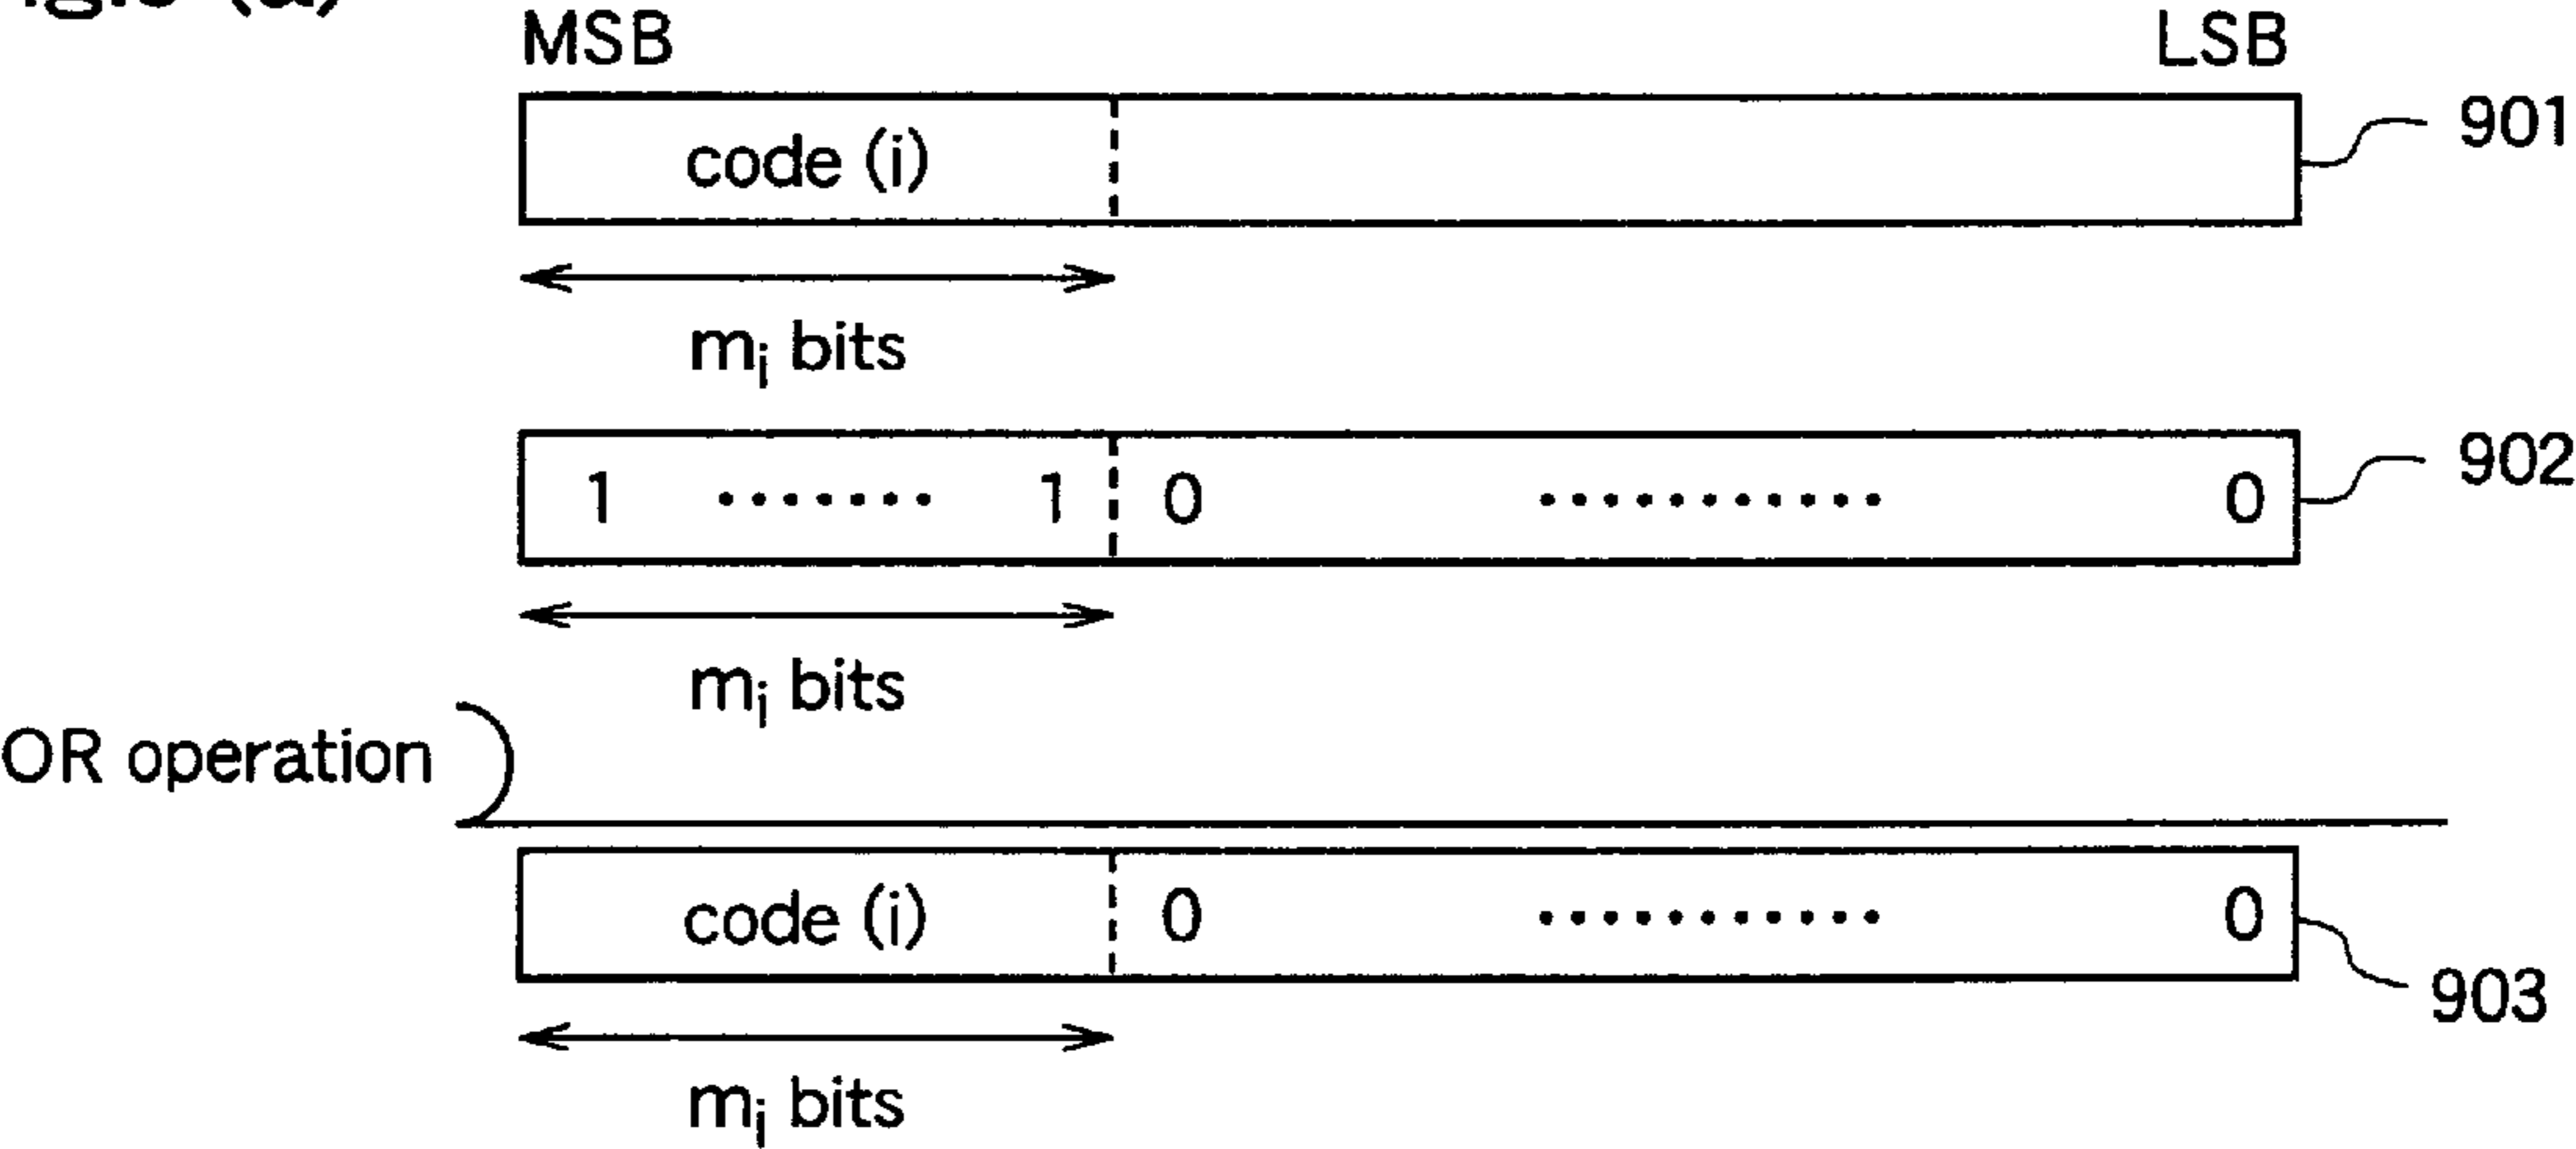 MSB LSB
code (i) 901
mi bits
1 ······· 1 0 ··········· 0 902
mi bits
OR operation
code (i) 0 ··········· 0 903
mi bits